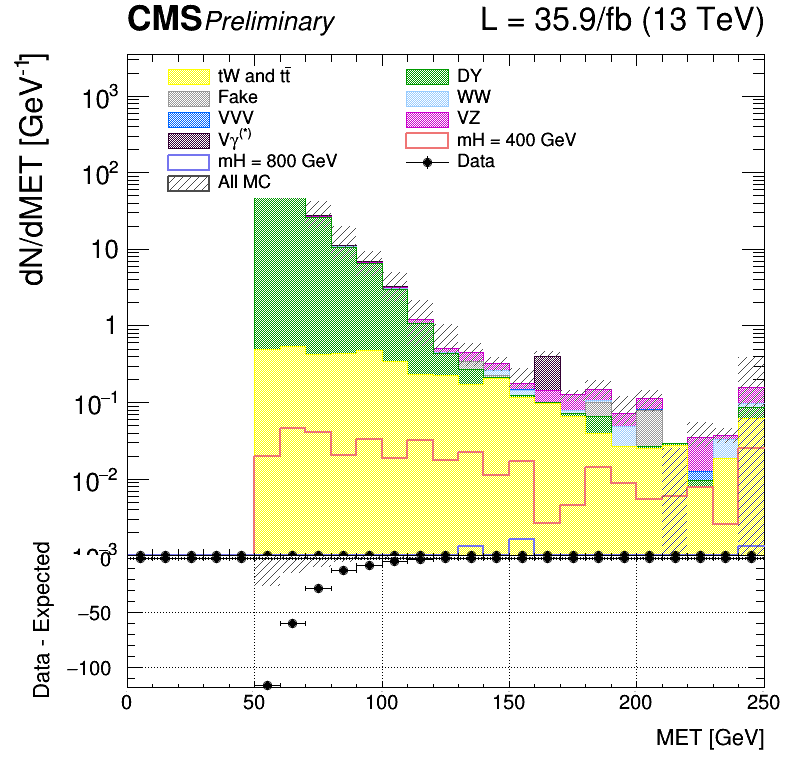 CMS Preliminary L = 35.9/fb (13 TeV)
dN/dMET [GeV⁻¹]
tW and tt̄ DY
Fake WW
VVV VZ
Vγ(*) mH = 400 GeV
mH = 800 GeV Data
All MC
10³
10²
10
1
10⁻¹
10⁻²
10⁻³
Data - Expected
0
−50
−100
0 50 100 150 200 250
MET [GeV]